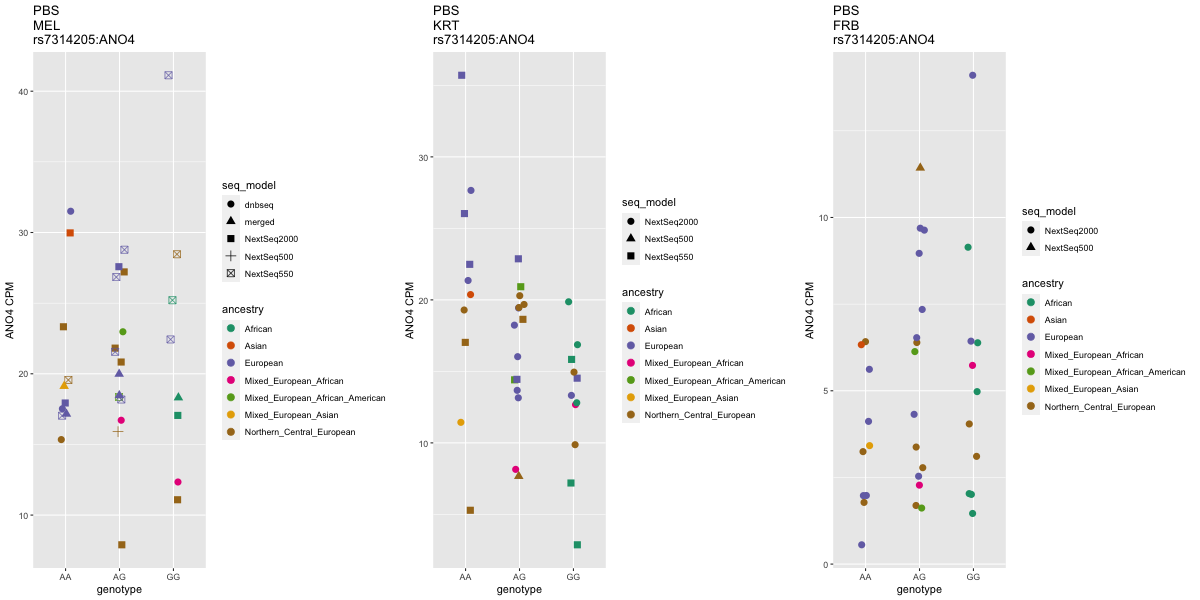 PBS
MEL
rs7314205:ANO4
ANO4 CPM
40
30
20
10
AA
AG
GG
genotype
seq_model
dnbseq
merged
NextSeq2000
NextSeq500
NextSeq550
ancestry
African
Asian
European
Mixed_European_African
Mixed_European_African_American
Mixed_European_Asian
Northern_Central_European
PBS
KRT
rs7314205:ANO4
ANO4 CPM
30
20
10
AA
AG
GG
genotype
seq_model
NextSeq2000
NextSeq500
NextSeq550
ancestry
African
Asian
European
Mixed_European_African
Mixed_European_African_American
Mixed_European_Asian
Northern_Central_European
PBS
FRB
rs7314205:ANO4
ANO4 CPM
10
5
0
AA
AG
GG
genotype
seq_model
NextSeq2000
NextSeq500
ancestry
African
Asian
European
Mixed_European_African
Mixed_European_African_American
Mixed_European_Asian
Northern_Central_European